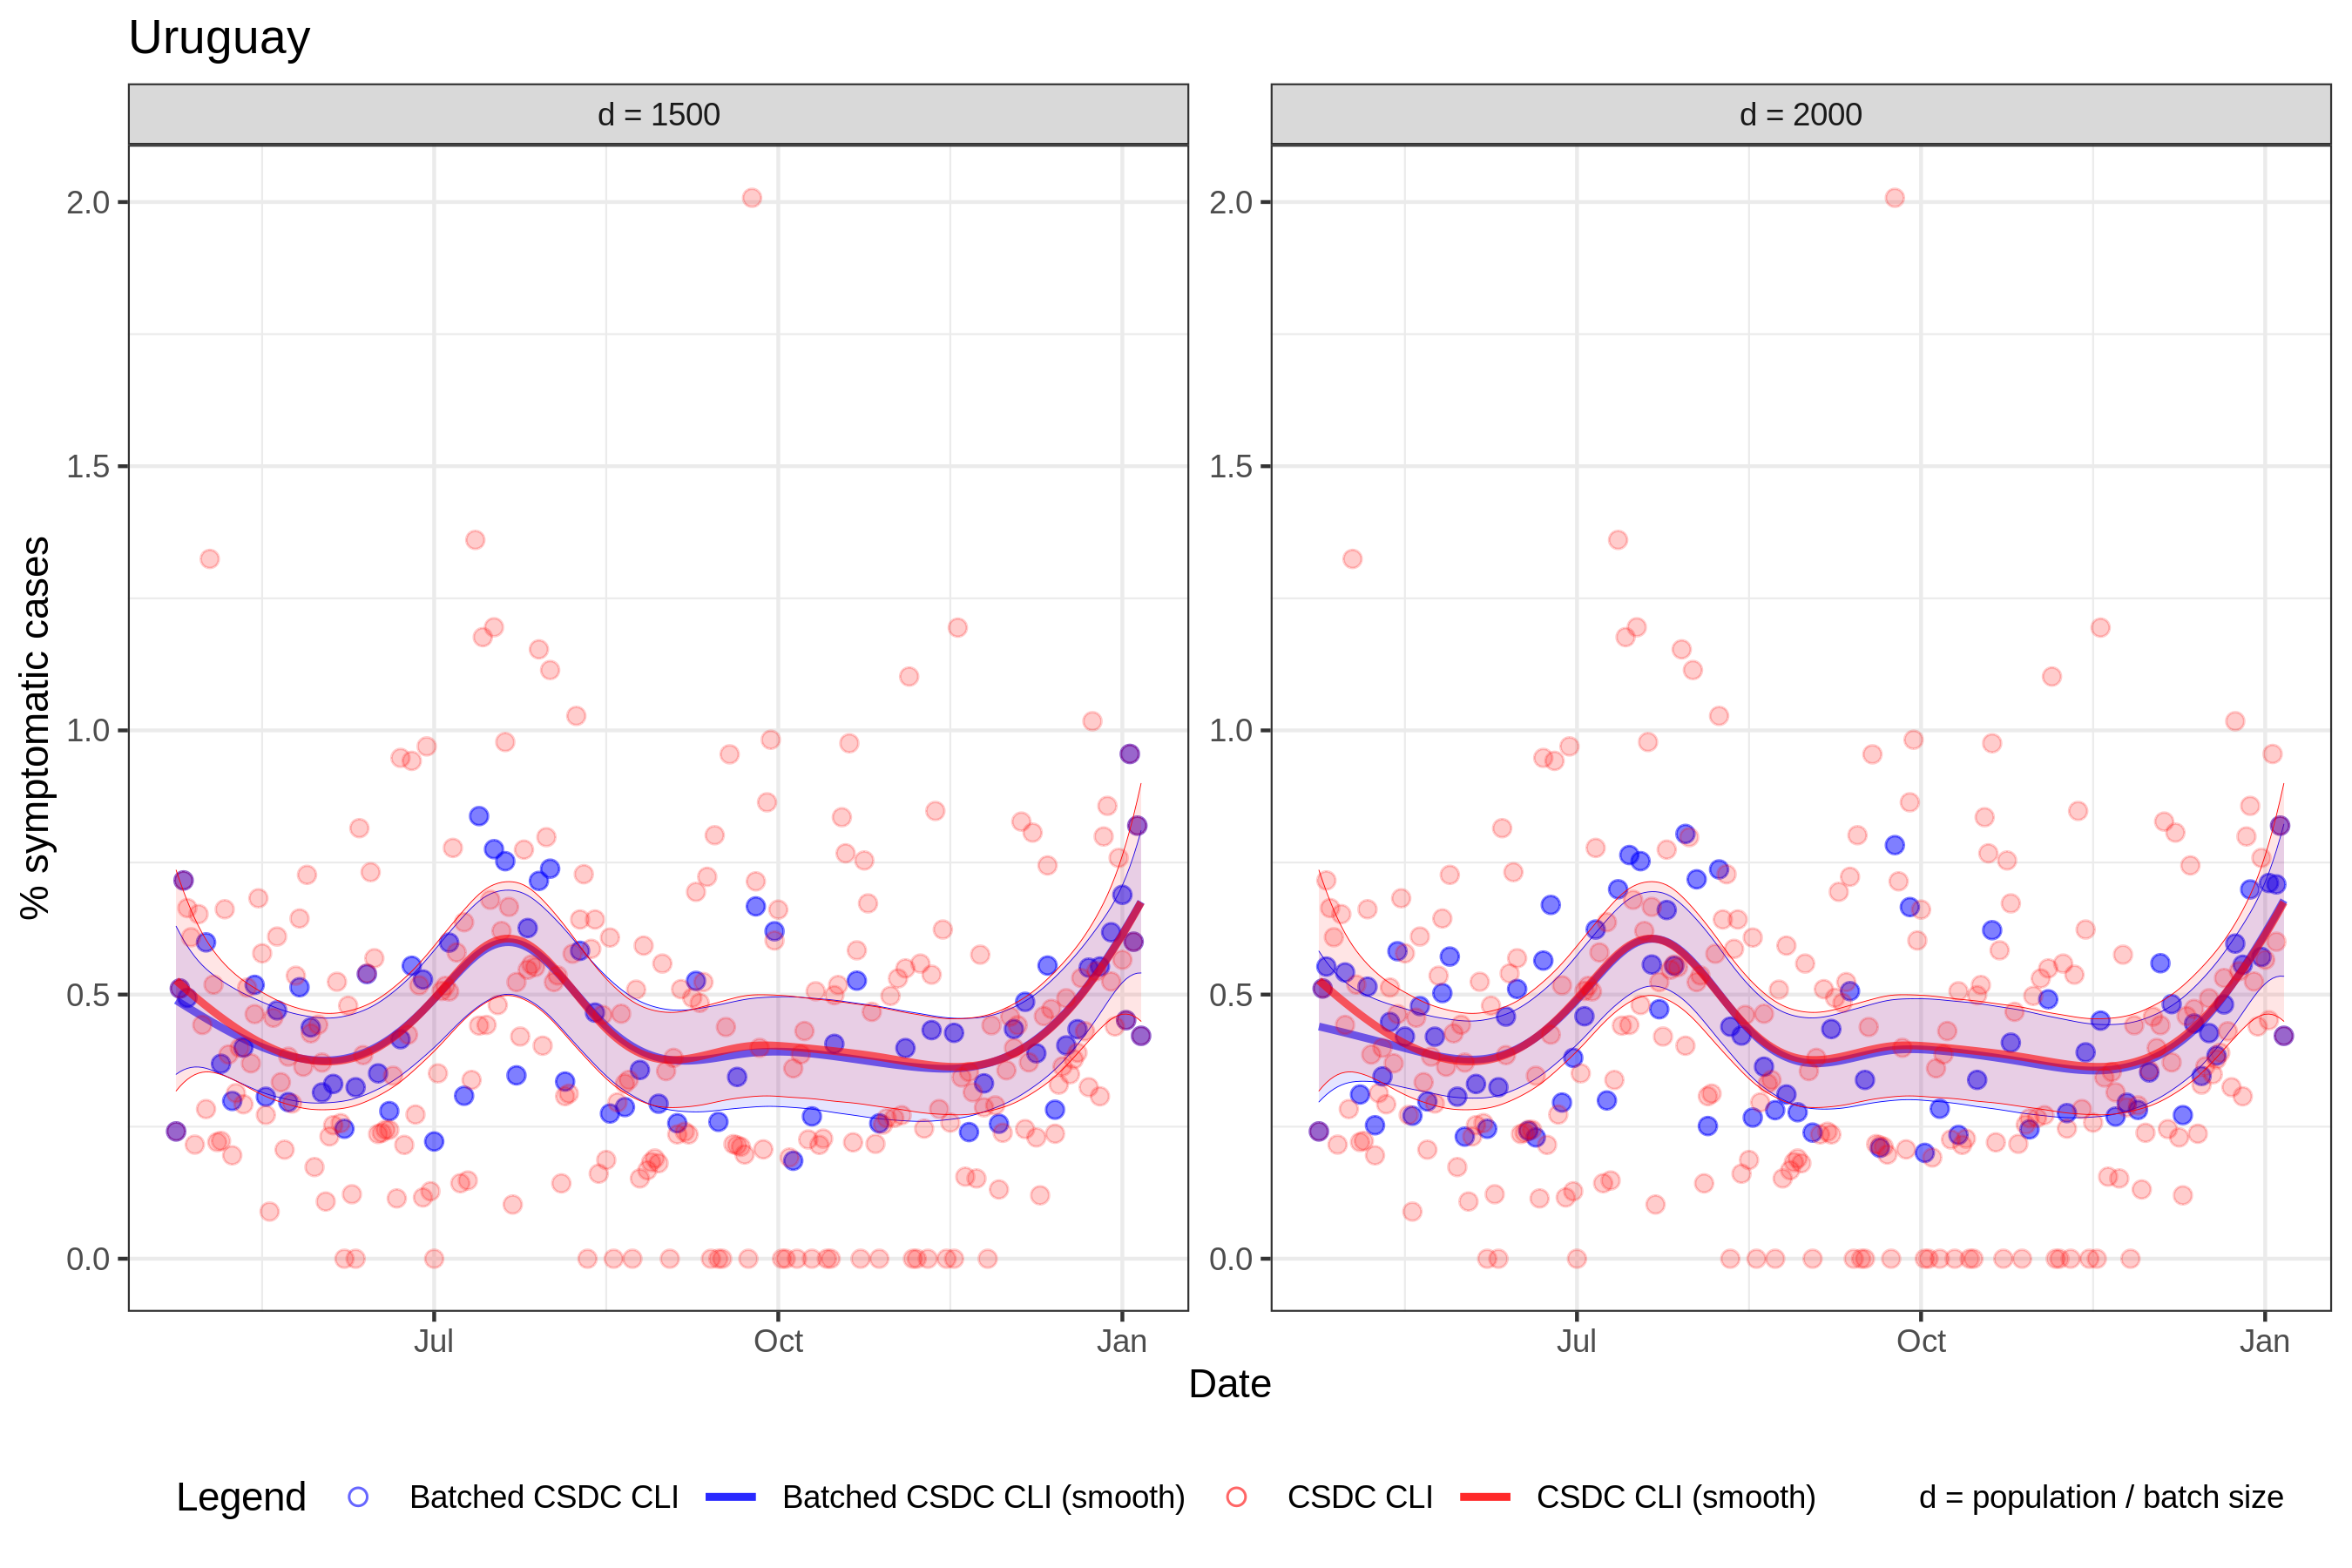 Uruguay
d = 1500
d = 2000
% symptomatic cases
2.0
1.5
1.0
0.5
0.0
2.0
1.5
1.0
0.5
0.0
Jul
Oct
Jan
Jul
Oct
Jan
Date
Legend
Batched CSDC CLI
Batched CSDC CLI (smooth)
CSDC CLI
CSDC CLI (smooth)
d = population / batch size